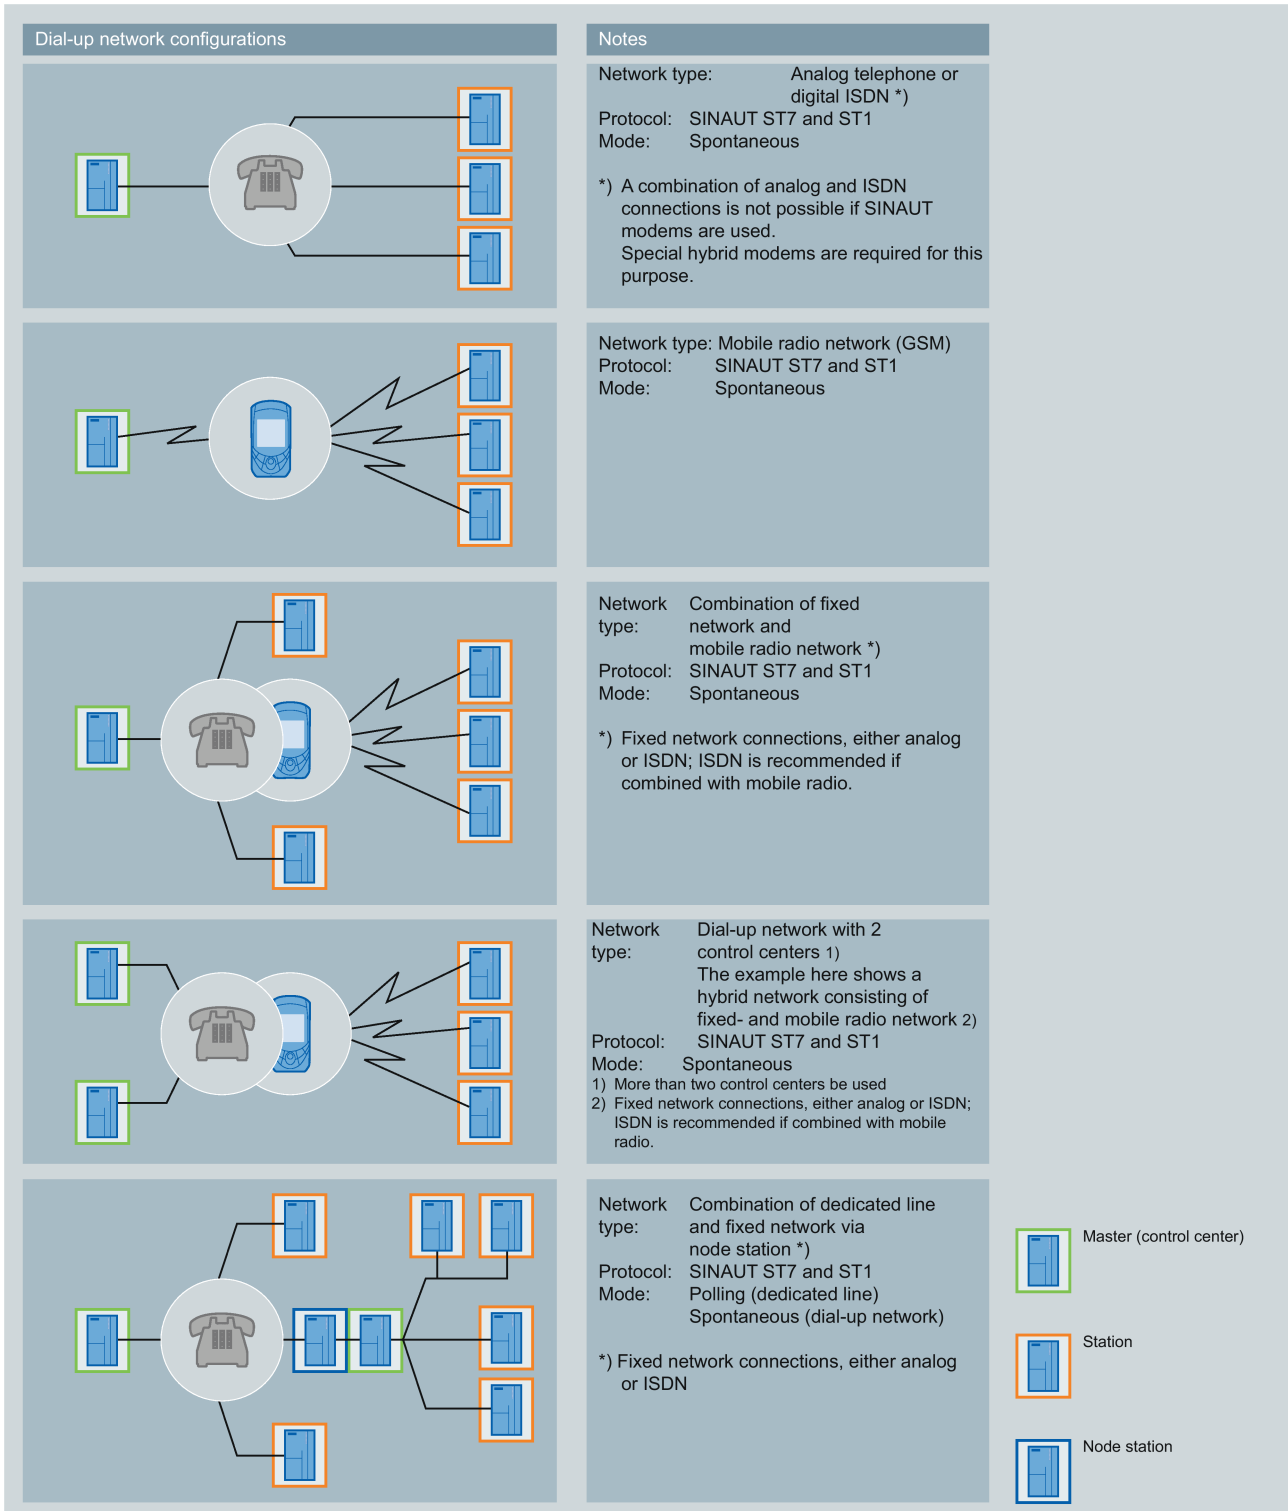 Dial-up network configurations
Notes
Network type: Analog telephone or
digital ISDN *)
Protocol: SINAUT ST7 and ST1
Mode: Spontaneous
*) A combination of analog and ISDN
connections is not possible if SINAUT
modems are used.
Special hybrid modems are required for this
purpose.
Network type: Mobile radio network (GSM)
Protocol: SINAUT ST7 and ST1
Mode: Spontaneous
Network Combination of fixed
type: network and
mobile radio network *)
Protocol: SINAUT ST7 and ST1
Mode: Spontaneous
*) Fixed network connections, either analog
or ISDN; ISDN is recommended if
combined with mobile radio.
Network Dial-up network with 2
type: control centers 1)
The example here shows a
hybrid network consisting of
fixed- and mobile radio network 2)
Protocol: SINAUT ST7 and ST1
Mode: Spontaneous
1) More than two control centers be used
2) Fixed network connections, either analog or ISDN;
ISDN is recommended if combined with mobile
radio.
Network Combination of dedicated line
type: and fixed network via
node station *)
Protocol: SINAUT ST7 and ST1
Mode: Polling (dedicated line)
Spontaneous (dial-up network)
*) Fixed network connections, either analog
or ISDN
Master (control center)
Station
Node station